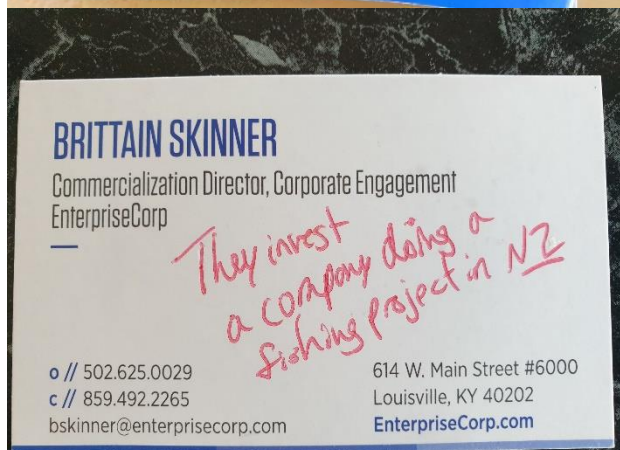 BRITTAIN SKINNER
Commercialization Director, Corporate Engagement
EnterpriseCorp
They invest
a company doing a
fishing project in NZ
o // 502.625.0029
c // 859.492.2265
bskinner@enterprisecorp.com
614 W. Main Street #6000
Louisville, KY 40202
EnterpriseCorp.com